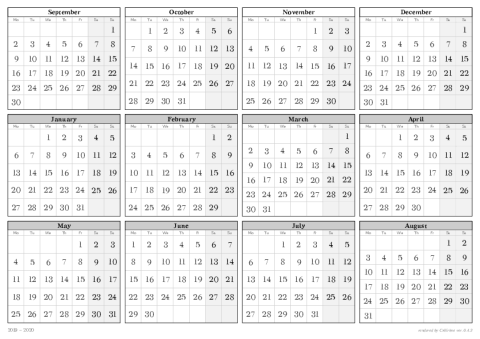 September
Mo Tu We Th Fr Sa Su
1
2 3 4 5 6 7 8
9 10 11 12 13 14 15
16 17 18 19 20 21 22
23 24 25 26 27 28 29
30
October
Mo Tu We Th Fr Sa Su
1 2 3 4 5 6
7 8 9 10 11 12 13
14 15 16 17 18 19 20
21 22 23 24 25 26 27
28 29 30 31
November
Mo Tu We Th Fr Sa Su
1 2 3
4 5 6 7 8 9 10
11 12 13 14 15 16 17
18 19 20 21 22 23 24
25 26 27 28 29 30
December
Mo Tu We Th Fr Sa Su
1
2 3 4 5 6 7 8
9 10 11 12 13 14 15
16 17 18 19 20 21 22
23 24 25 26 27 28 29
30 31
January
Mo Tu We Th Fr Sa Su
1 2 3 4 5
6 7 8 9 10 11 12
13 14 15 16 17 18 19
20 21 22 23 24 25 26
27 28 29 30 31
February
Mo Tu We Th Fr Sa Su
1 2
3 4 5 6 7 8 9
10 11 12 13 14 15 16
17 18 19 20 21 22 23
24 25 26 27 28 29
March
Mo Tu We Th Fr Sa Su
1
2 3 4 5 6 7 8
9 10 11 12 13 14 15
16 17 18 19 20 21 22
23 24 25 26 27 28 29
30 31
April
Mo Tu We Th Fr Sa Su
1 2 3 4 5
6 7 8 9 10 11 12
13 14 15 16 17 18 19
20 21 22 23 24 25 26
27 28 29 30
May
Mo Tu We Th Fr Sa Su
1 2 3
4 5 6 7 8 9 10
11 12 13 14 15 16 17
18 19 20 21 22 23 24
25 26 27 28 29 30 31
June
Mo Tu We Th Fr Sa Su
1 2 3 4 5 6 7
8 9 10 11 12 13 14
15 16 17 18 19 20 21
22 23 24 25 26 27 28
29 30
July
Mo Tu We Th Fr Sa Su
1 2 3 4 5
6 7 8 9 10 11 12
13 14 15 16 17 18 19
20 21 22 23 24 25 26
27 28 29 30 31
August
Mo Tu We Th Fr Sa Su
1 2
3 4 5 6 7 8 9
10 11 12 13 14 15 16
17 18 19 20 21 22 23
24 25 26 27 28 29 30
31
2019 - 2020